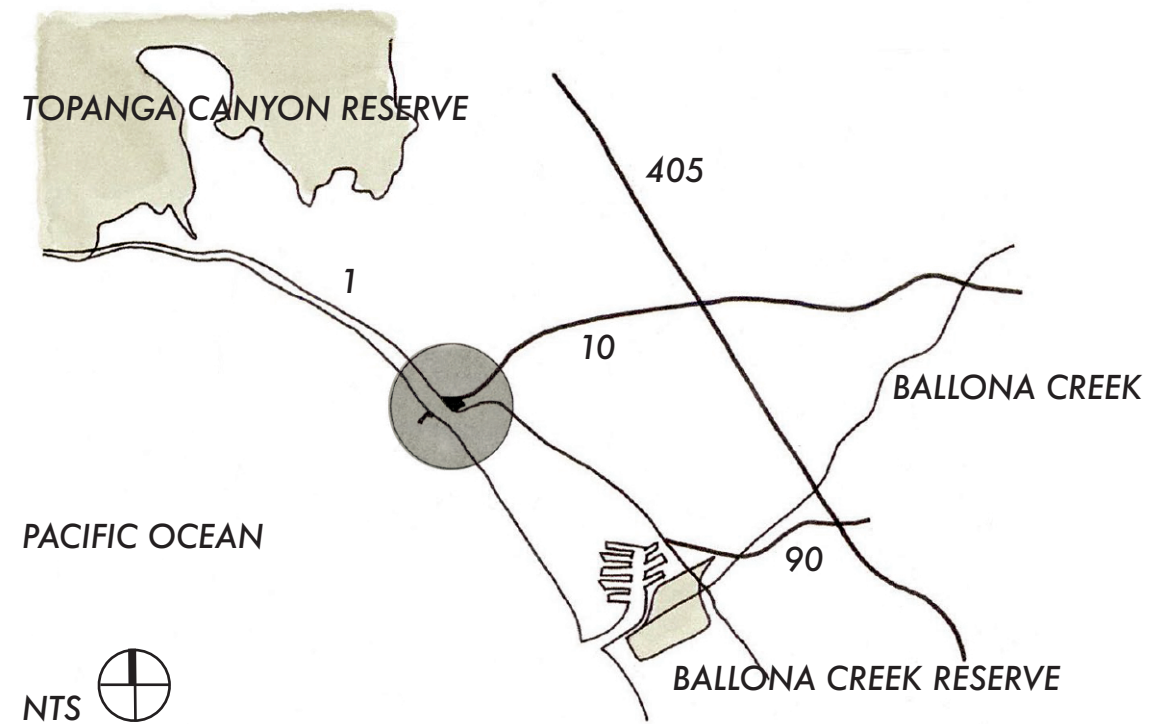 TOPANGA CANYON RESERVE
405
1
10
BALLONA CREEK
PACIFIC OCEAN
90
BALLONA CREEK RESERVE
NTS